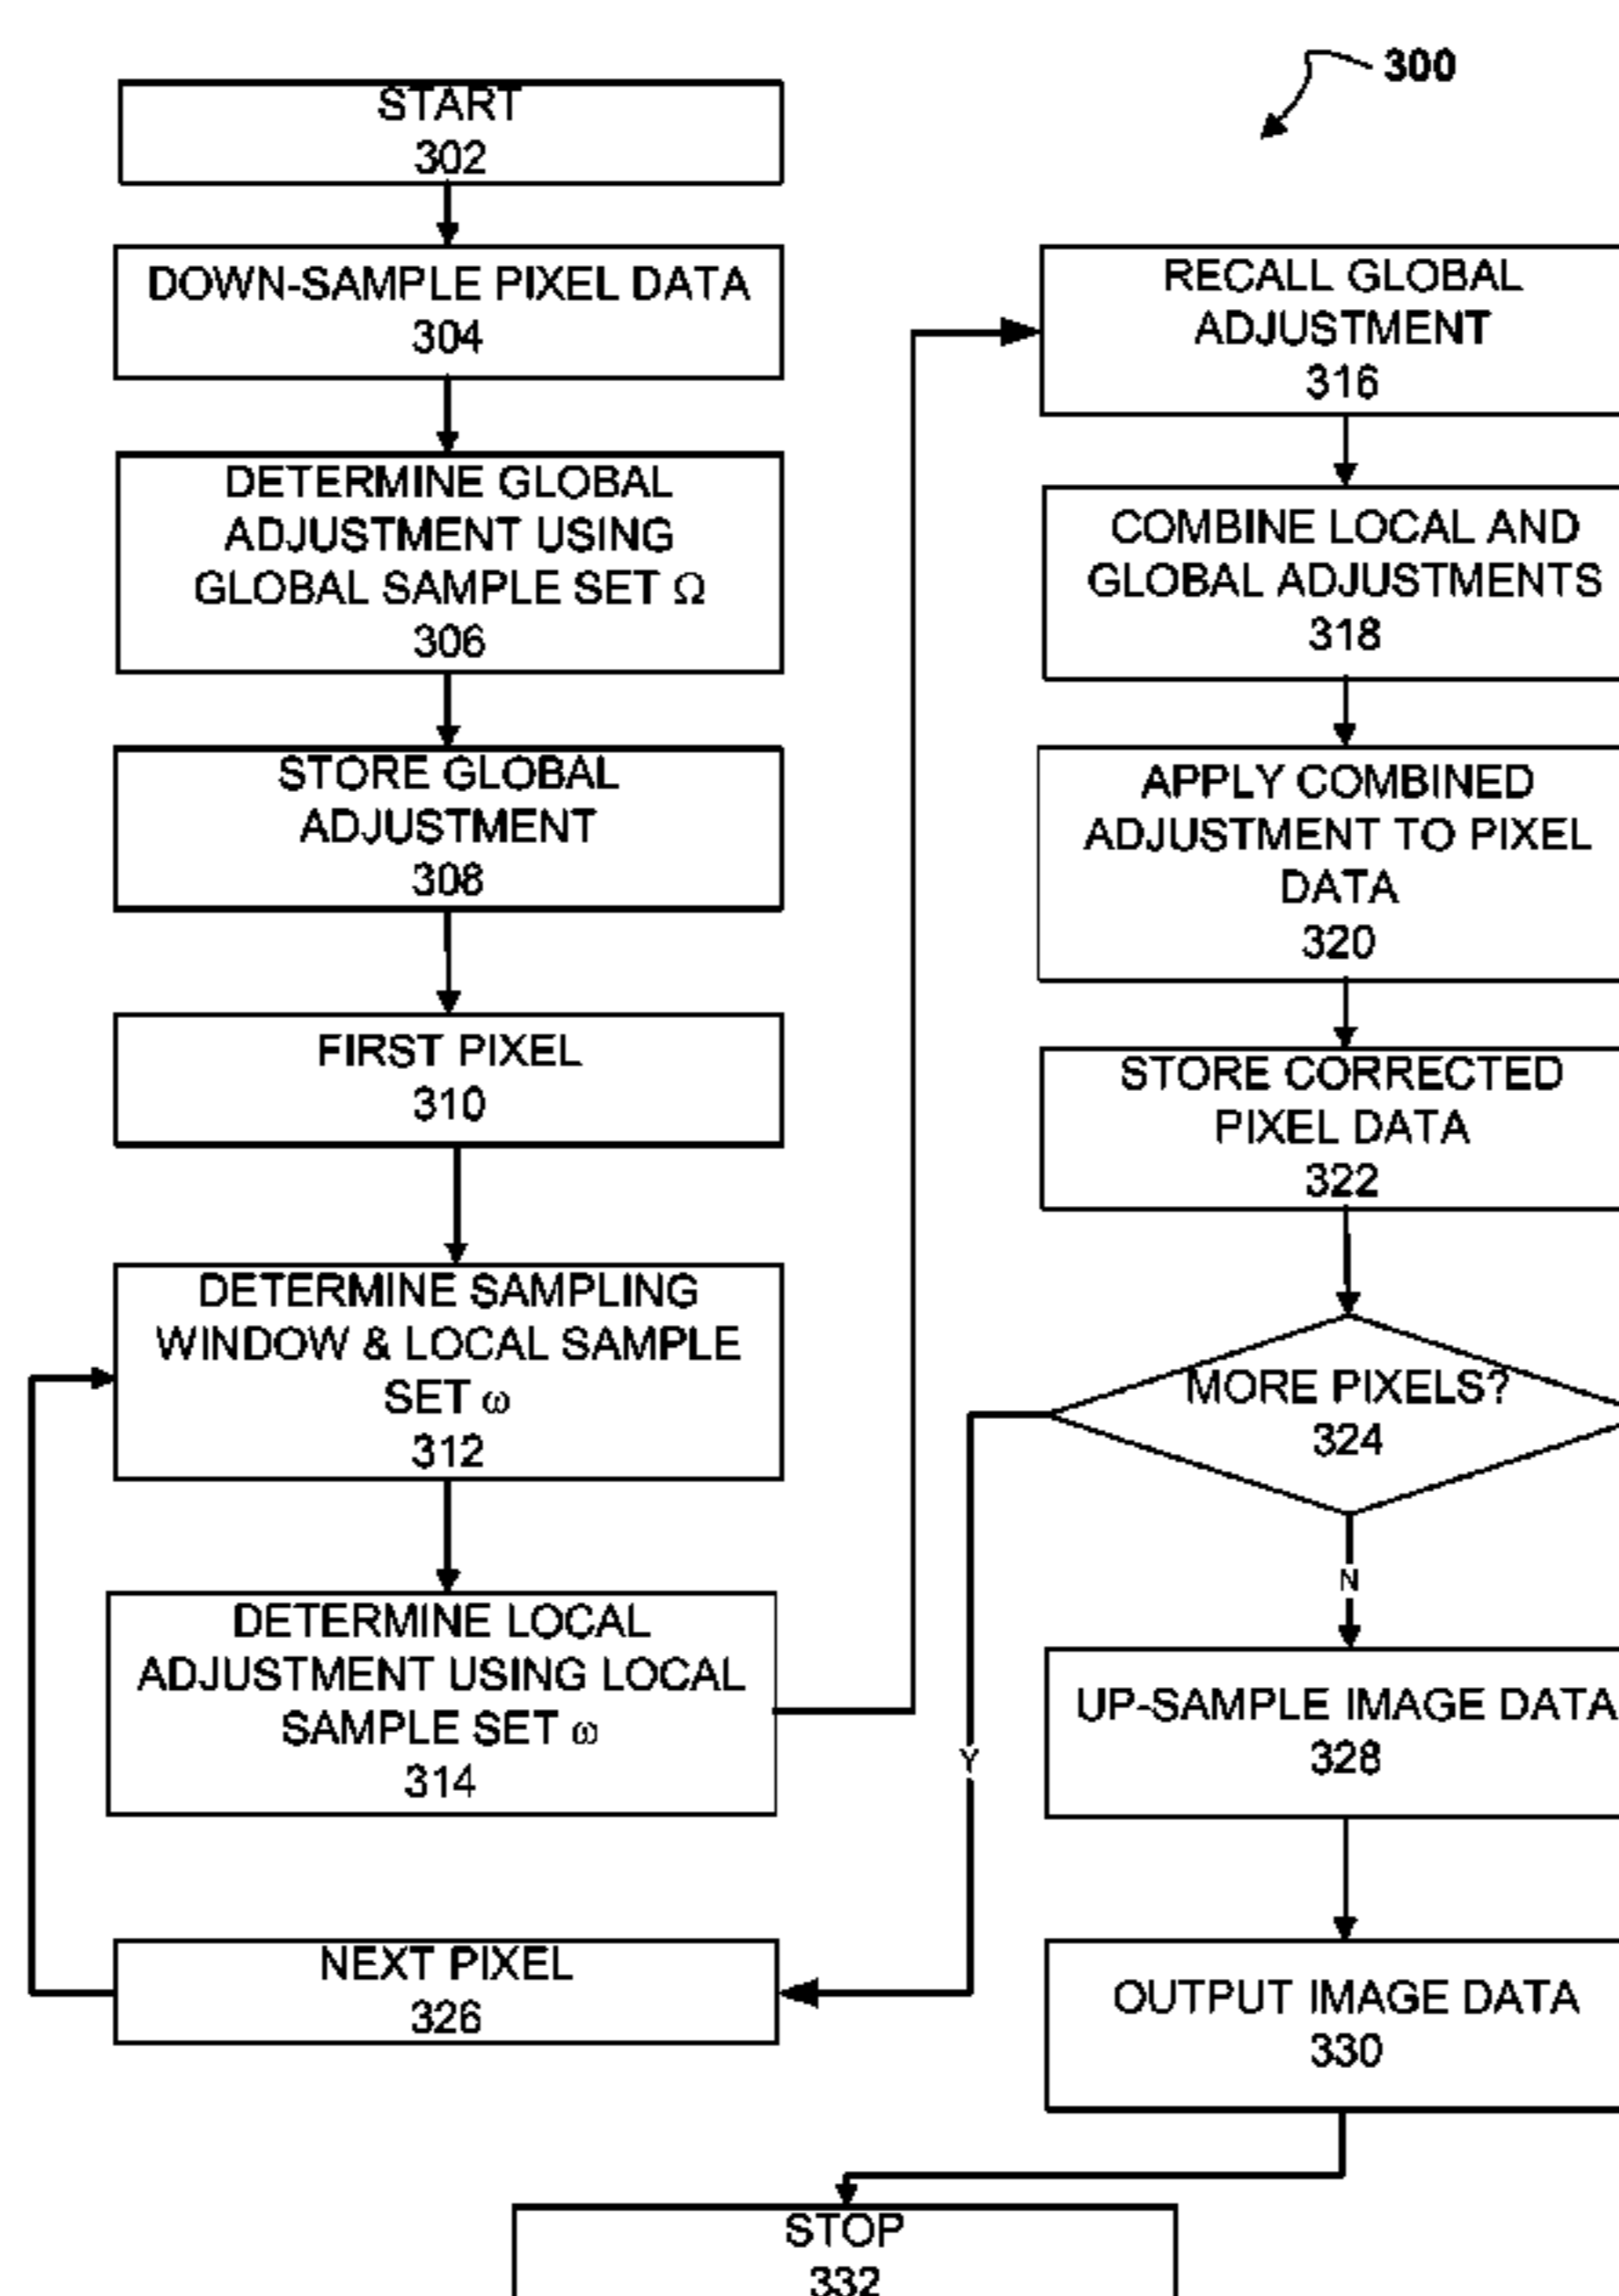 300
START
302
DOWN-SAMPLE PIXEL DATA
304
DETERMINE GLOBAL
ADJUSTMENT USING
GLOBAL SAMPLE SET Ω
306
STORE GLOBAL
ADJUSTMENT
308
FIRST PIXEL
310
DETERMINE SAMPLING
WINDOW & LOCAL SAMPLE
SET ω
312
DETERMINE LOCAL
ADJUSTMENT USING LOCAL
SAMPLE SET ω
314
NEXT PIXEL
326
RECALL GLOBAL
ADJUSTMENT
316
COMBINE LOCAL AND
GLOBAL ADJUSTMENTS
318
APPLY COMBINED
ADJUSTMENT TO PIXEL
DATA
320
STORE CORRECTED
PIXEL DATA
322
MORE PIXELS?
324
N
Y
UP-SAMPLE IMAGE DATA
328
OUTPUT IMAGE DATA
330
STOP
332